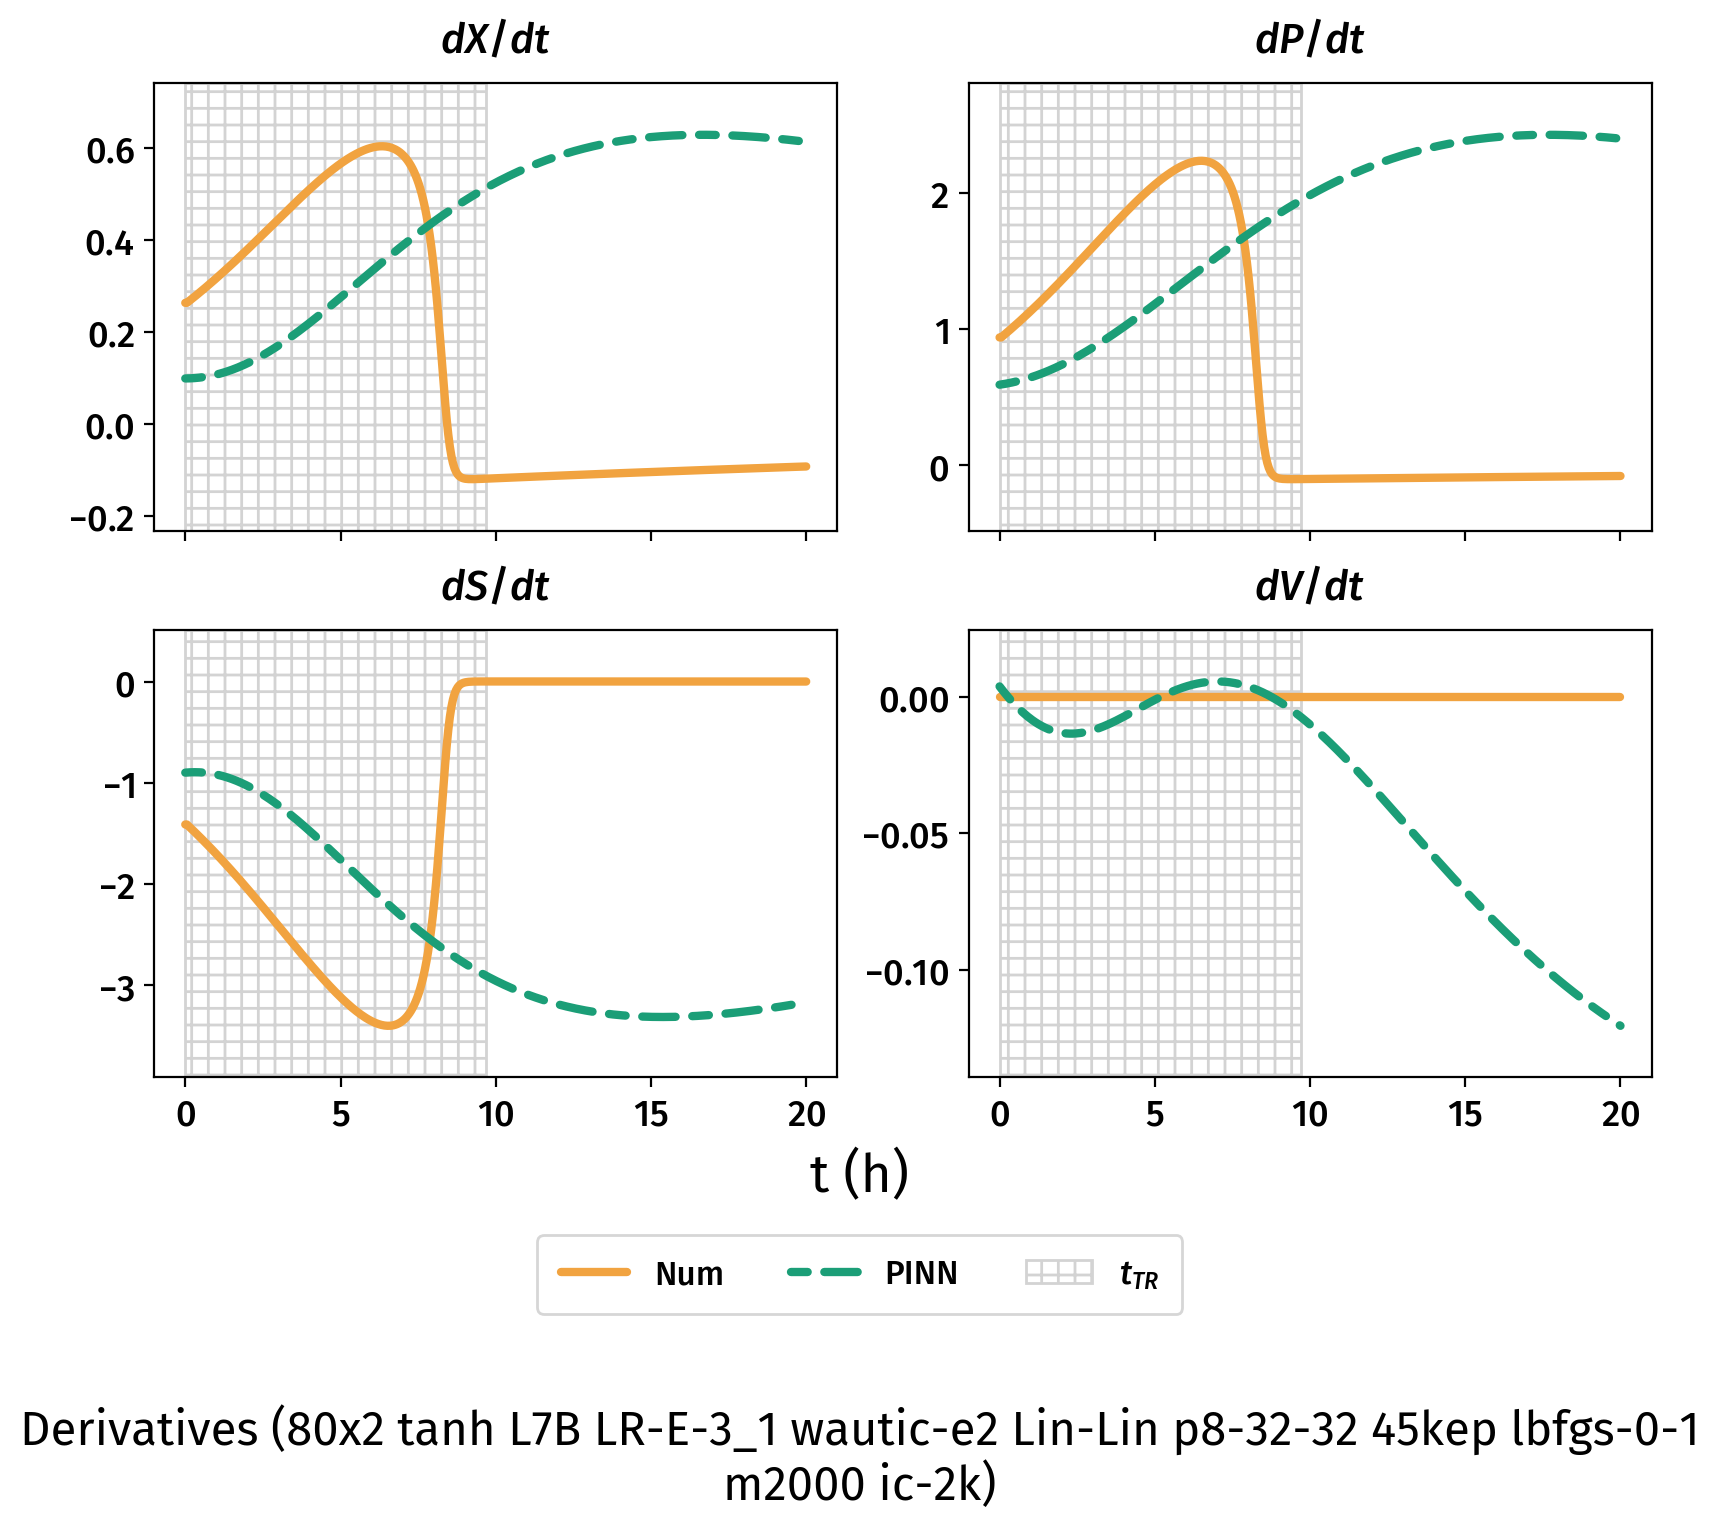 dX/dt
dP/dt
0.6
0.4
0.2
0.0
−0.2
2
1
0
dS/dt
dV/dt
0
−1
−2
−3
0.00
−0.05
−0.10
0 5 10 15 20
0 5 10 15 20
t (h)
Num PINN tTR
Derivatives (80x2 tanh L7B LR-E-3_1 wautic-e2 Lin-Lin p8-32-32 45kep lbfgs-0-1
m2000 ic-2k)